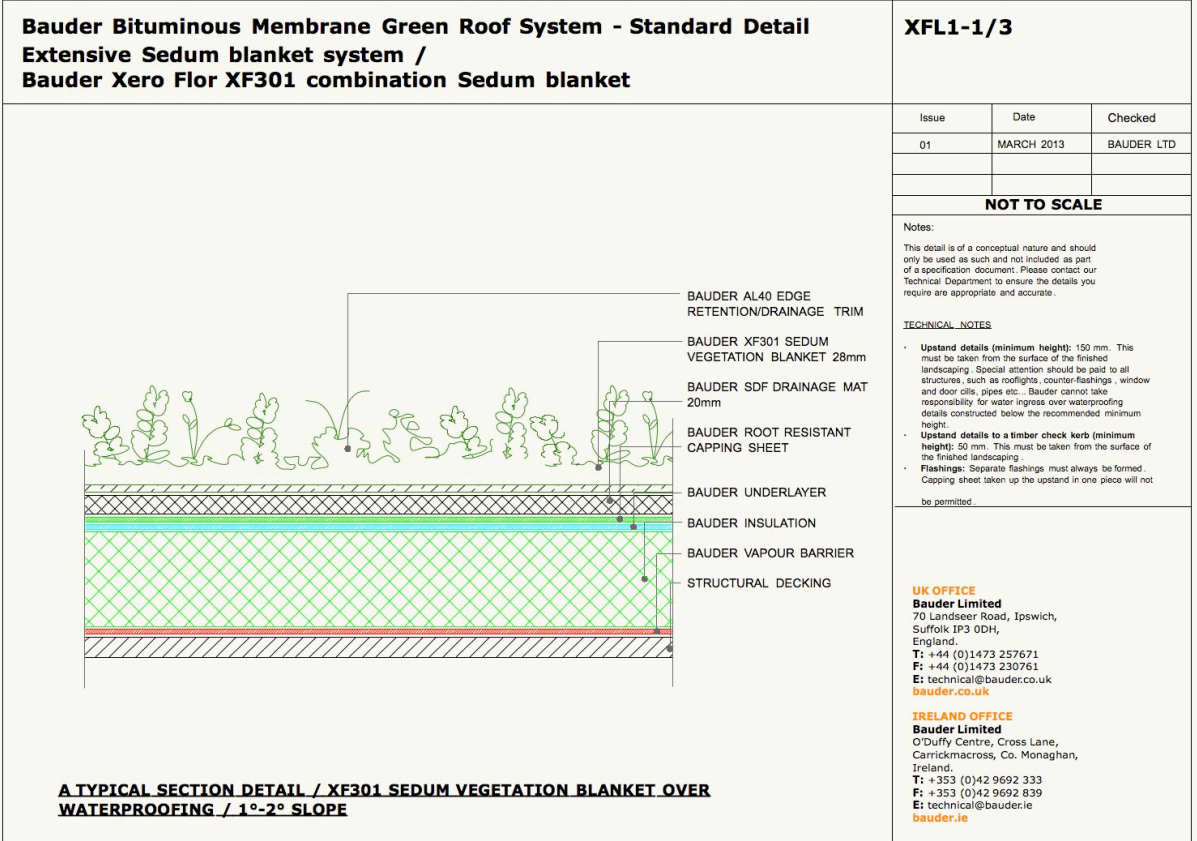 Bauder Bituminous Membrane Green Roof System - Standard Detail
Extensive Sedum blanket system /
Bauder Xero Flor XF301 combination Sedum blanket
XFL1-1/3
Issue Date Checked
01 MARCH 2013 BAUDER LTD
NOT TO SCALE
Notes:
This detail is of a conceptual nature and should
only be used as such and not included as part
of a specification document. Please contact our
Technical Department to ensure the details you
require are appropriate and accurate.
TECHNICAL NOTES
· Upstand details (minimum height): 150 mm. This
must be taken from the surface of the finished
landscaping. Special attention should be paid to all
structures, such as rooflights, counter-flashings, window
and door cills, pipes etc... Bauder cannot take
responsibility for water ingress over waterproofing
details constructed below the recommended minimum
height.
· Upstand details to a timber check kerb (minimum
height): 50 mm. This must be taken from the surface of
the finished landscaping.
· Flashings: Separate flashings must always be formed.
Capping sheet taken up the upstand in one piece will not
be permitted.
BAUDER AL40 EDGE
RETENTION/DRAINAGE TRIM
BAUDER XF301 SEDUM
VEGETATION BLANKET 28mm
BAUDER SDF DRAINAGE MAT
20mm
BAUDER ROOT RESISTANT
CAPPING SHEET
BAUDER UNDERLAYER
BAUDER INSULATION
BAUDER VAPOUR BARRIER
STRUCTURAL DECKING
UK OFFICE
Bauder Limited
70 Landseer Road, Ipswich,
Suffolk IP3 0DH,
England.
T: +44 (0)1473 257671
F: +44 (0)1473 230761
E: technical@bauder.co.uk
bauder.co.uk
IRELAND OFFICE
Bauder Limited
O'Duffy Centre, Cross Lane,
Carrickmacross, Co. Monaghan,
Ireland.
T: +353 (0)42 9692 333
F: +353 (0)42 9692 839
E: technical@bauder.ie
bauder.ie
A TYPICAL SECTION DETAIL / XF301 SEDUM VEGETATION BLANKET OVER
WATERPROOFING / 1°-2° SLOPE